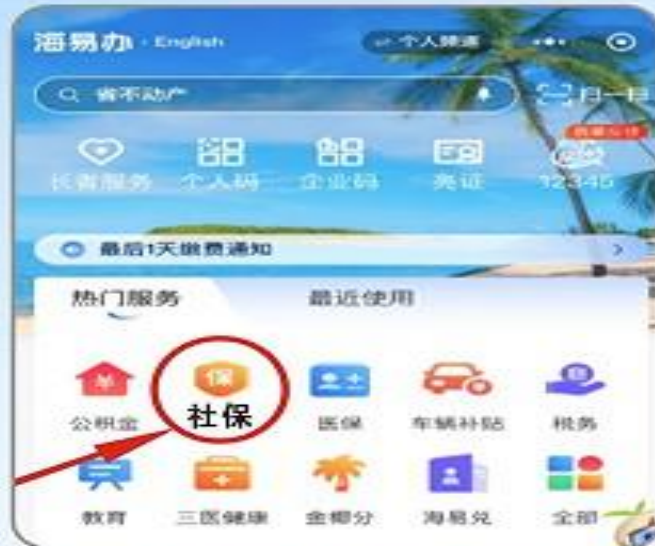 海易办·English
个人频道
省不动产
扫一扫
长者服务 个人码 企业码 亮证 12345
最后1天缴费通知
热门服务 最近使用
公积金 社保 医保 车辆补贴 税务
教育 三医健康 金椰分 海易兑 全部